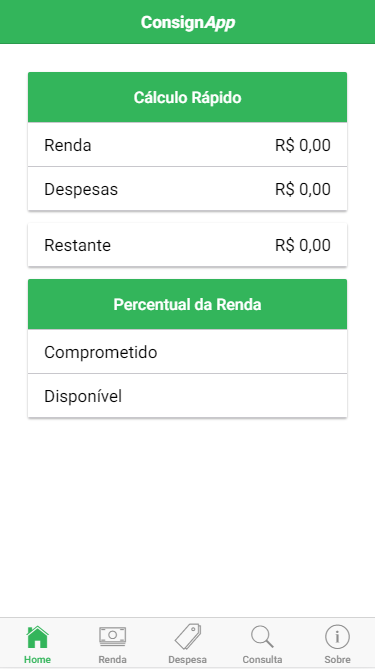 ConsignApp
Cálculo Rápido
Renda R$ 0,00
Despesas R$ 0,00
Restante R$ 0,00
Percentual da Renda
Comprometido
Disponível
Home Renda Despesa Consulta Sobre